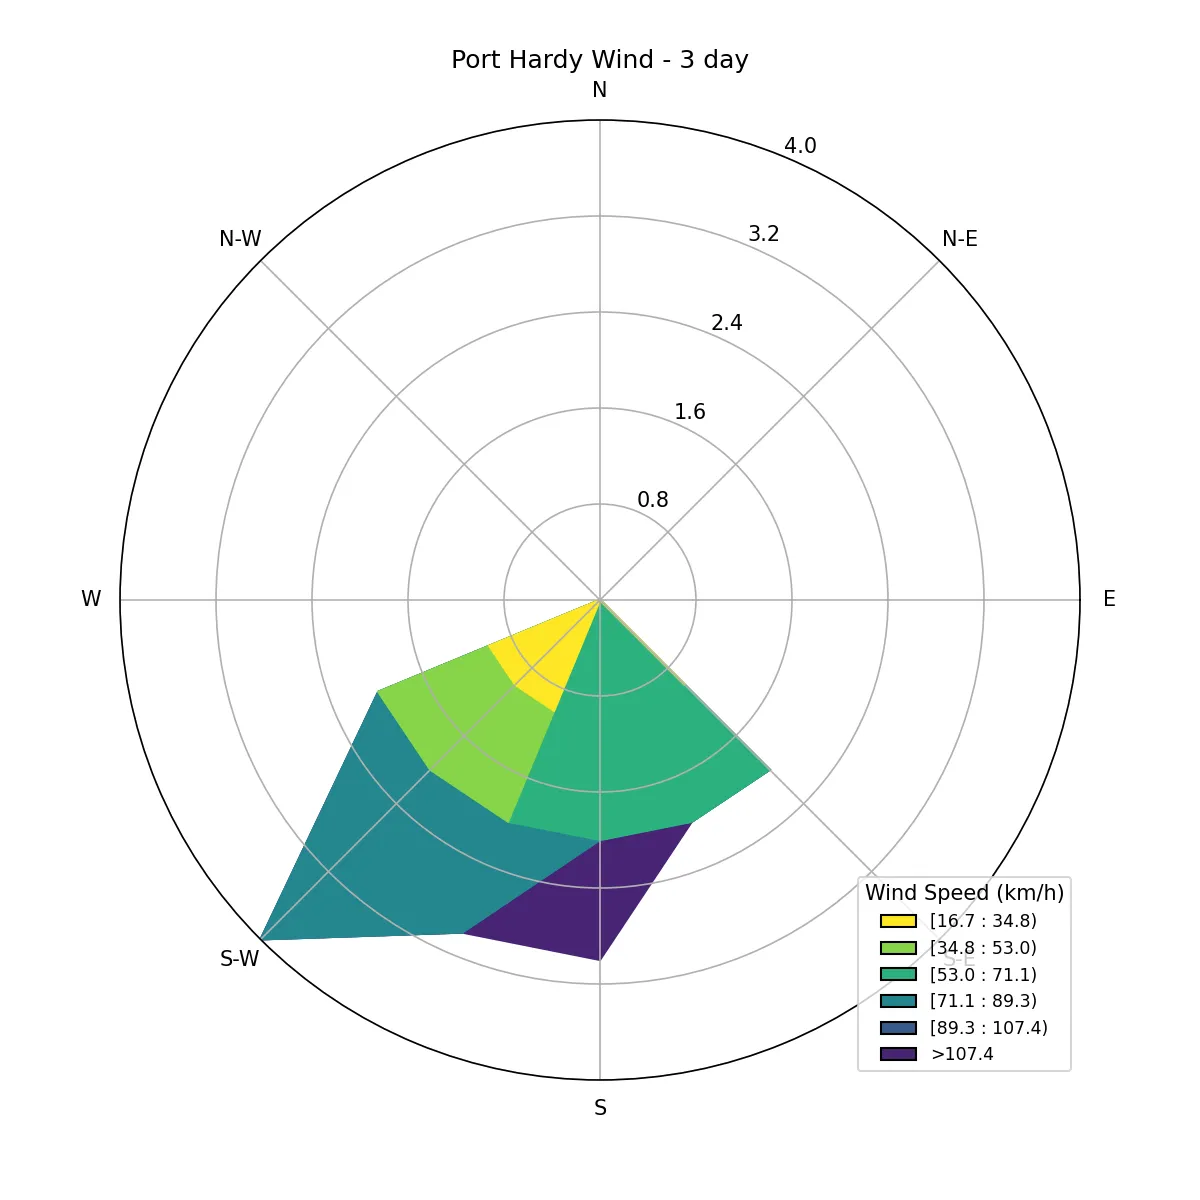 Port Hardy Wind - 3 day
N
4.0
N-W
3.2
N-E
2.4
1.6
0.8
W
E
Wind Speed (km/h)
[16.7 : 34.8)
[34.8 : 53.0)
S-W
S-E
[53.0 : 71.1)
[71.1 : 89.3)
[89.3 : 107.4)
>107.4
S